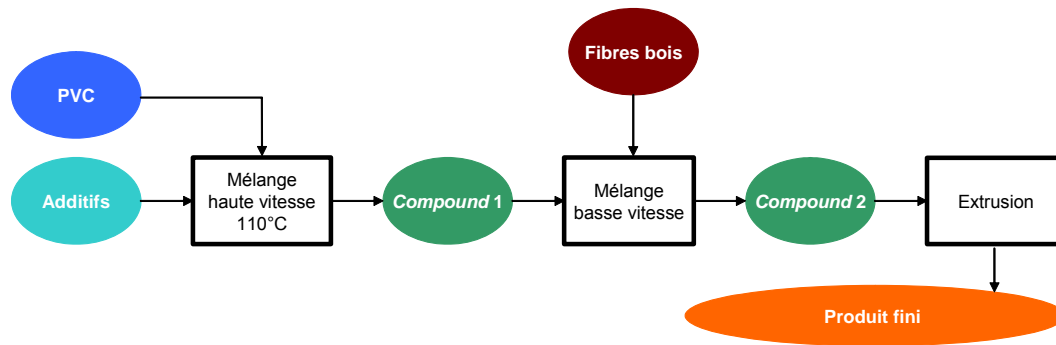 Fibres bois
PVC
Additifs
Mélange
haute vitesse
110°C
Compound 1
Mélange
basse vitesse
Compound 2
Extrusion
Produit fini